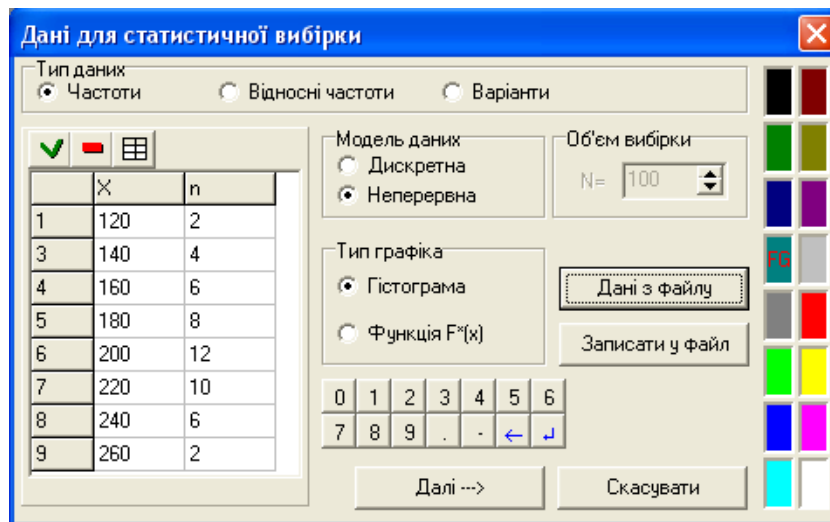 Дані для статистичної вибірки
Тип даних
Частоти Відносні частоти Варіанти
X n
1 120 2
3 140 4
4 160 6
5 180 8
6 200 12
7 220 10
8 240 6
9 260 2
Модель даних
Дискретна
Неперервна
Об'єм вибірки
N= 100
Тип графіка
Гістограма
Функція F*(x)
Дані з файлу
Записати у файл
0 1 2 3 4 5 6
7 8 9 . - ← ↲
Далі --->
Скасувати
FG